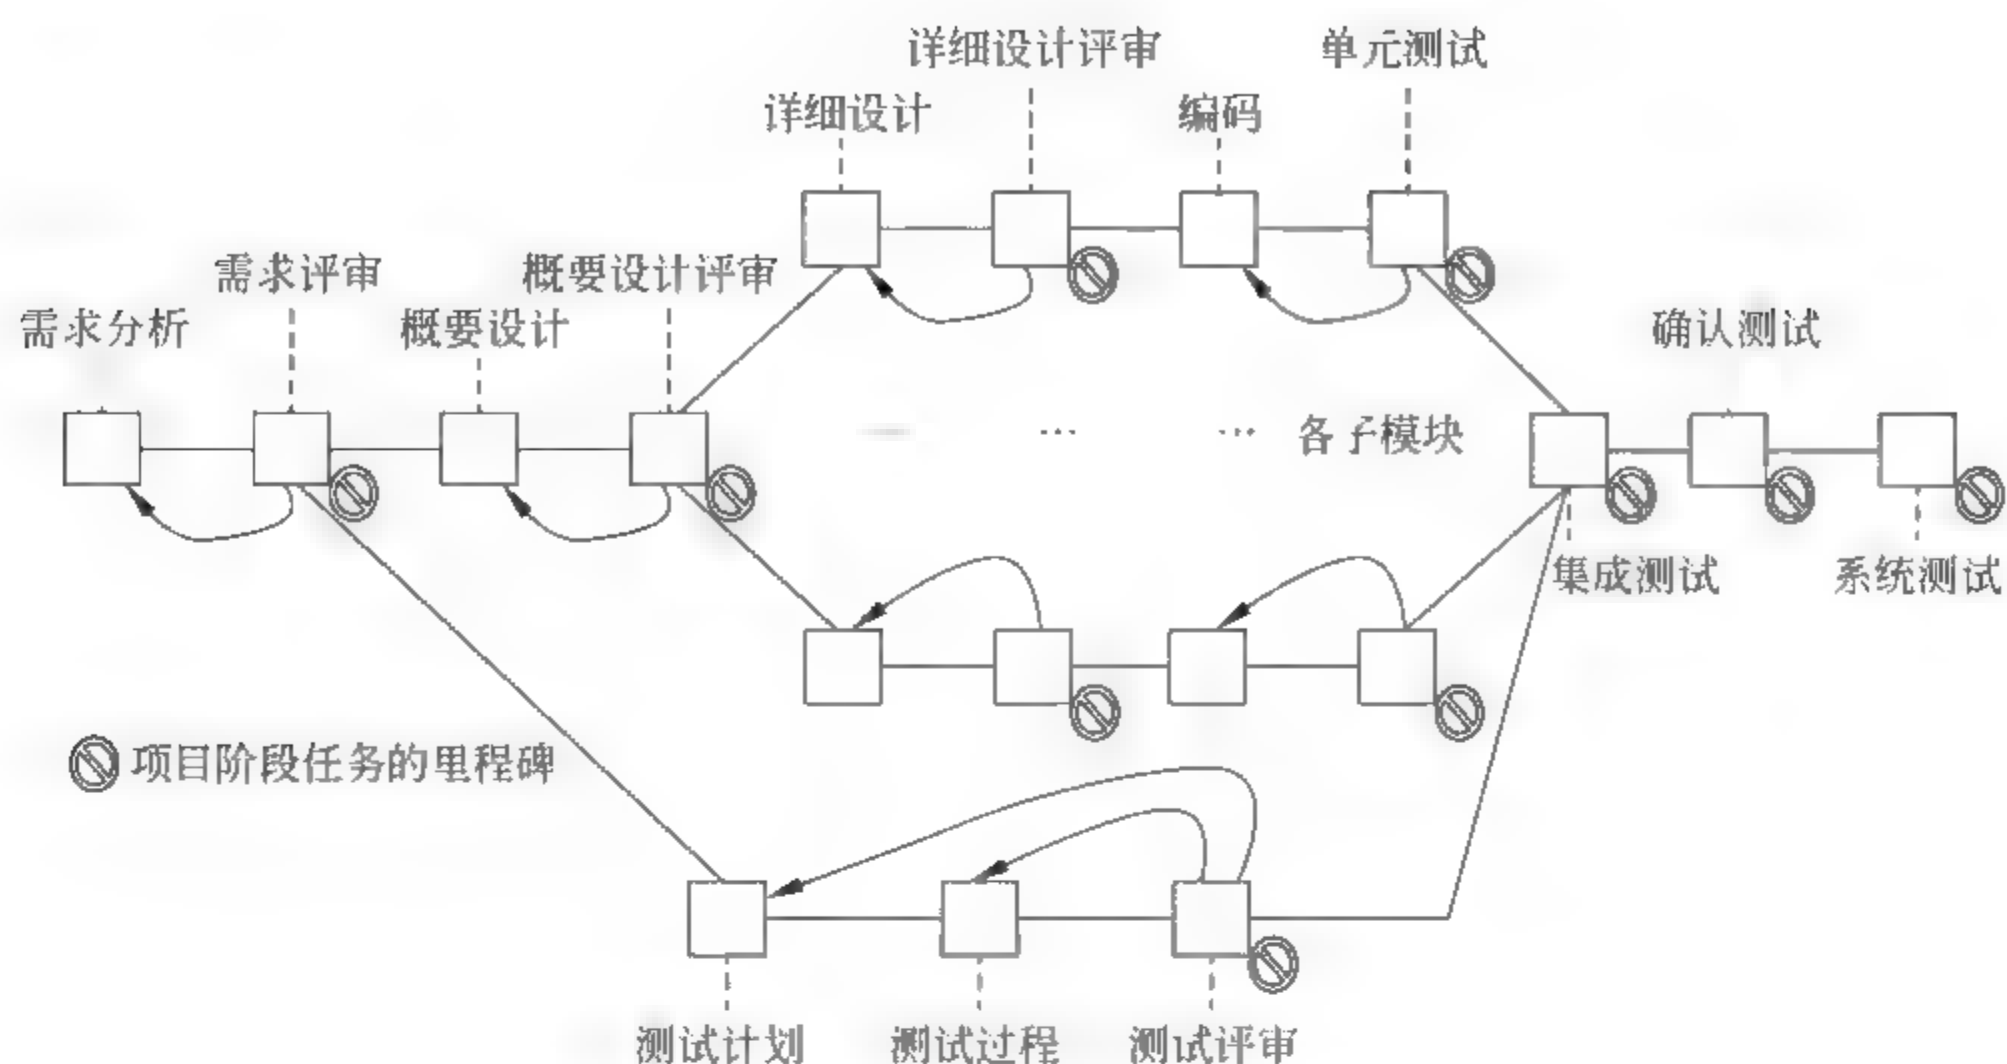 详细设计评审
单元测试
详细设计
编码
需求评审
概要设计评审
需求分析
概要设计
确认测试
… … 各子模块
集成测试
系统测试
项目阶段任务的里程碑
测试计划
测试过程
测试评审